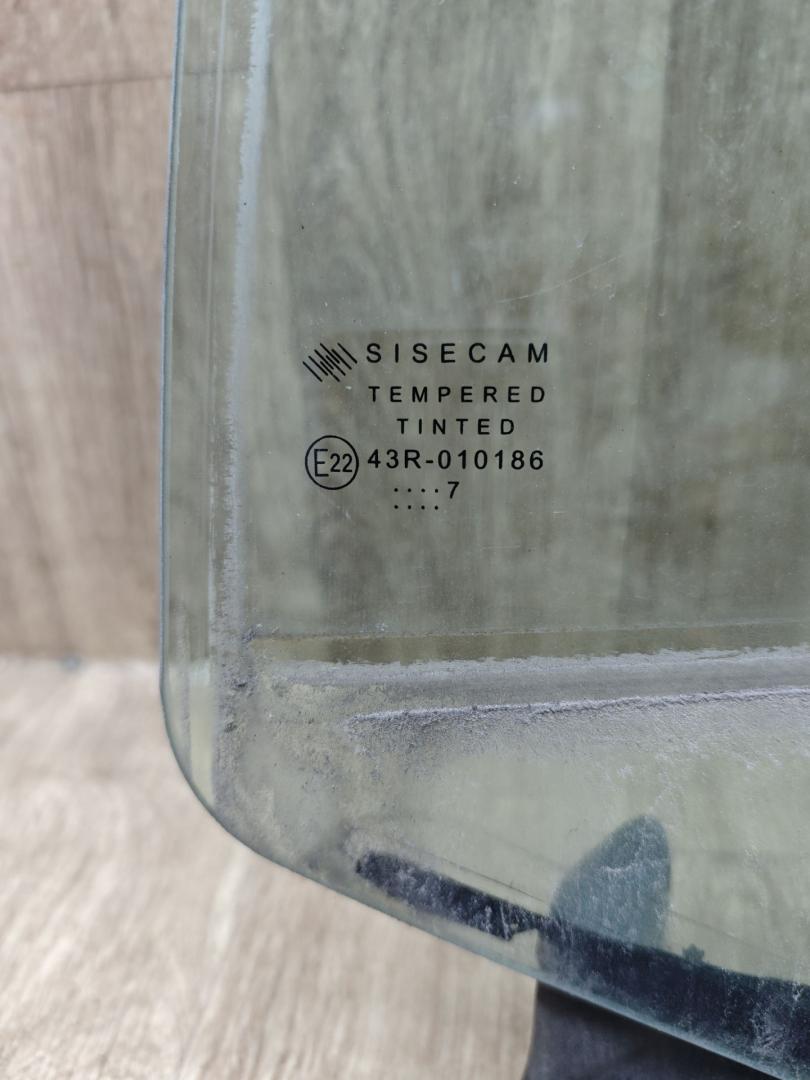 SISECAM
TEMPERED
TINTED
E22 43R-010186
....7
....